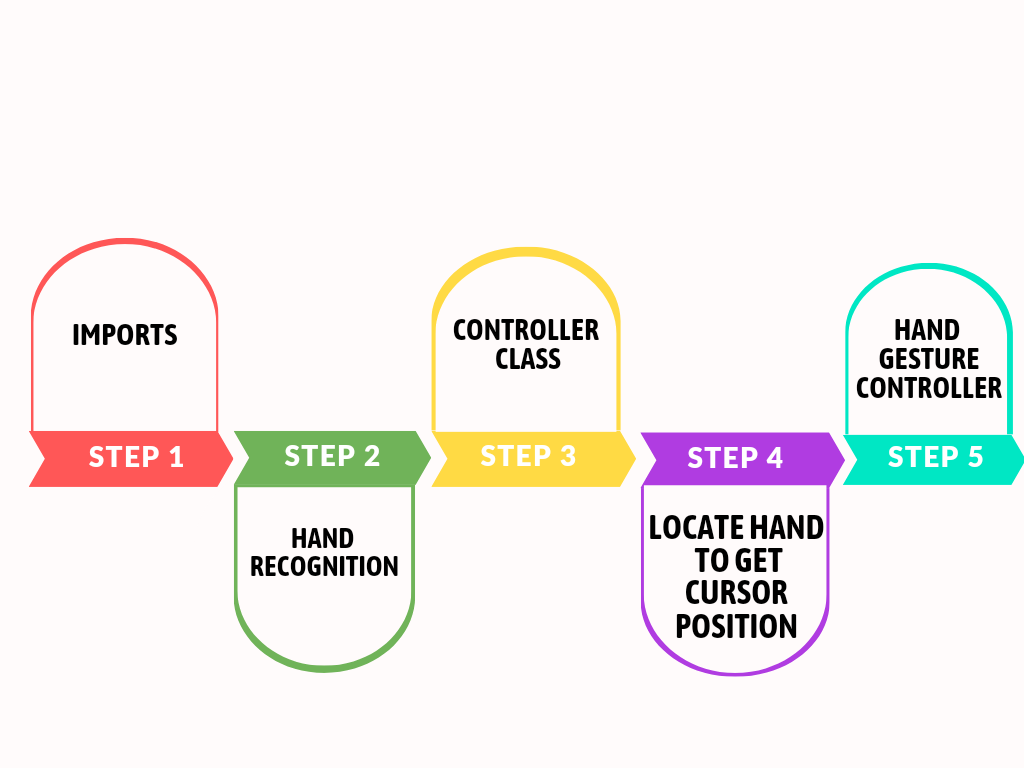 STEP 1
IMPORTS
STEP 2
HAND
RECOGNITION
STEP 3
CONTROLLER
CLASS
STEP 4
LOCATE HAND
TO GET
CURSOR
POSITION
STEP 5
HAND
GESTURE
CONTROLLER